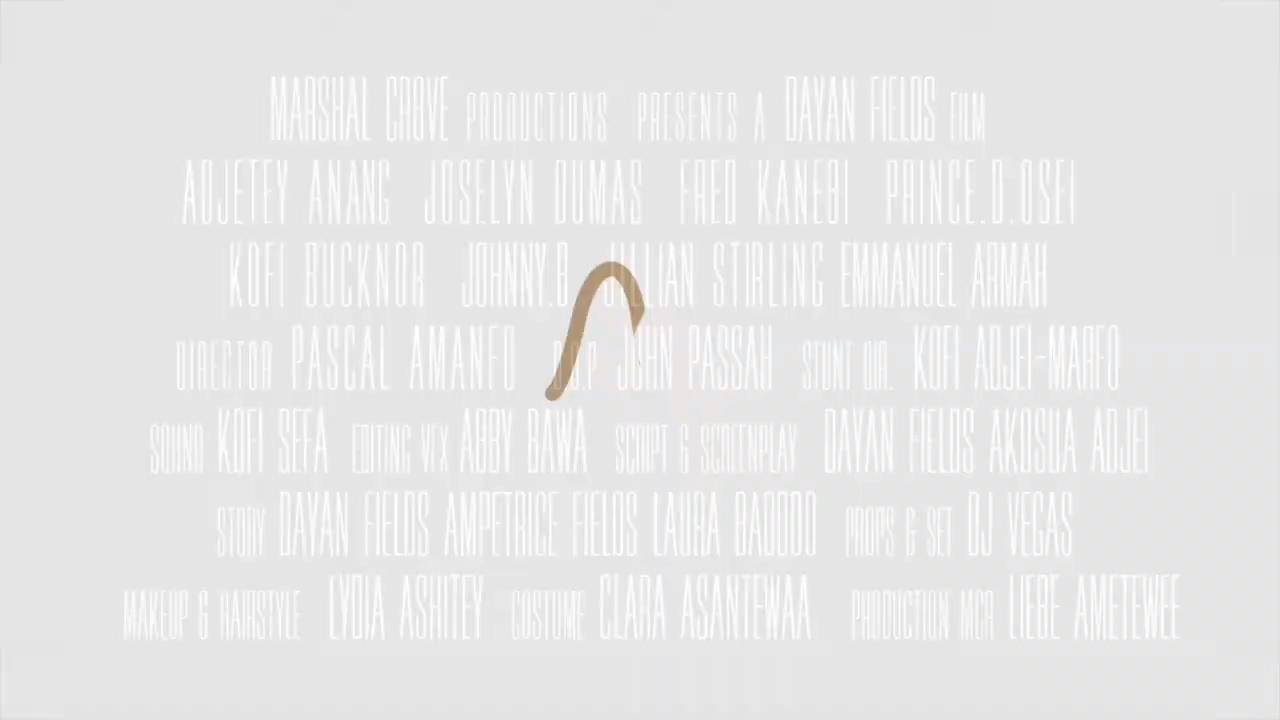 MARSHAL CROVE PRODUCTIONS PRESENTS A DAYAN FIELDS FILM
ADJETEY ANANG JOSELYN DUMAS FRED KANEBI PRINCE.D.OSEI
KOFI BUCKNOR JOHNNY.B JILLIAN STIRLING EMMANUEL ARMAH
DIRECTOR PASCAL AMANFO D.O.P JOHN PASSAH STUNT DIR. KOFI ADJEI-MARFO
SOUND KOFI SEFA EDITING VFX ABBY BAWA SCRIPT & SCREENPLAY DAYAN FIELDS AKOSUA ADJEI
STORY DAYAN FIELDS AMPETRICE FIELDS LAURA PROPS & SET DJ VEGAS
MAKEUP & HAIRSTYLE LYDIA ASHITEY COSTUME CLARA ASANTEWAA PRODUCTION MGR AMETEWEE